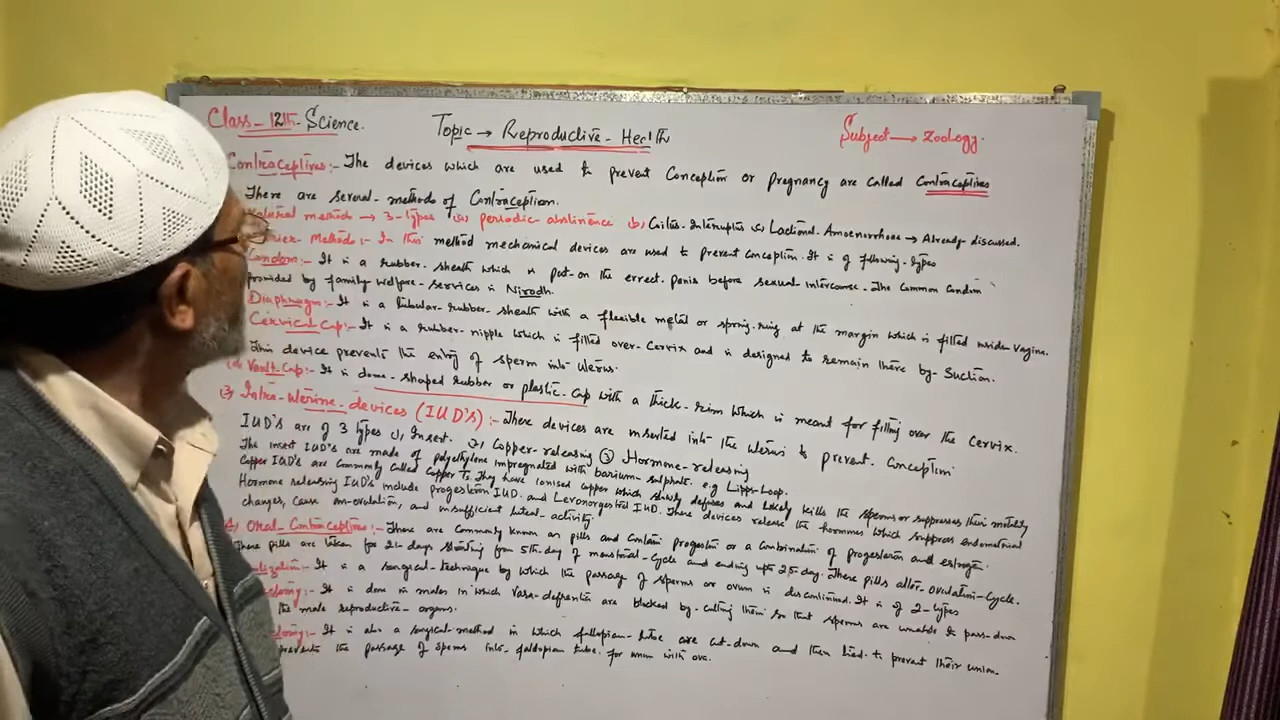 Class - 12th - Science.
Topic → Reproductive - Health
Subject → Zoology.
Contraceptives:- The devices which are used to prevent Conception or pregnancy are called Contraceptives
There are several - methods of Contraception.
Natural methods → 3 - types (a) periodic abstinence (b) Coitus - Interruptus (c) Lactional - Amoenorrhoea → Already - discussed.
Barrier - Methods :- In this method mechanical devices are used to prevent conception. It is of following - types
Condom:- It is a rubber - sheath which is put - on the errect - Penis before sexual intercourse - The common Condom
provided by family welfare - services is Nirodh.
Diaphragm:- It is a tubular - rubber - sheath with a flexible metal or spring - ring at the margin which is fitted inside Vagina.
Cervical Cap:- It is a rubber - nipple which is fitted over - Cervix and is designed to remain there by - Suction.
This device prevents the entry of sperm into - Uterus.
Vault - Cap:- It is dome - shaped rubber or plastic - Cap with a thick - rim which is meant for fitting over the Cervix.
③ Intra - uterine - devices (IUD's) :- These devices are inserted into the uterus to prevent - Conception
IUD's are of 3 types 1) Insert. 2) Copper - releasing ③ Hormone - releasing
The insert IUD's are made of polyethylene impregnated with barium - sulphate. e.g Lipps - Loop.
Copper IUD's are Commonly called Copper Ts. They have ionised copper which slowly defuses and kills the sperms or suppresses their motility
Hormone releasing IUD's include progesteron IUD. and Levonorgestrel IUD. These devices release the hormones which suppress endometrial
changes, cause an-ovulation, and insufficient luteal - activity.
4) Oral - Contraceptives:- These are commonly known as pills and contain progestin or a Combination of progesteron and estrogen.
These pills are taken for 21 - days starting from 5th day of menstrual - Cycle and ending upto 25 day. These pills alter - ovulation - Cycle.
It is a surgical - technique by which the passage of sperms or ovum is discontinued. It is of 2 - types
It is done in males in which Vasa - defrentia are blocked by - cutting them so that sperms are unable to pass - down
the male reproductive - organs.
It is also a surgical - method in which fallopian - tube are cut - down and then tied - to prevent their union.
prevents the passage of sperms into - fallopian tube. for union with ova.